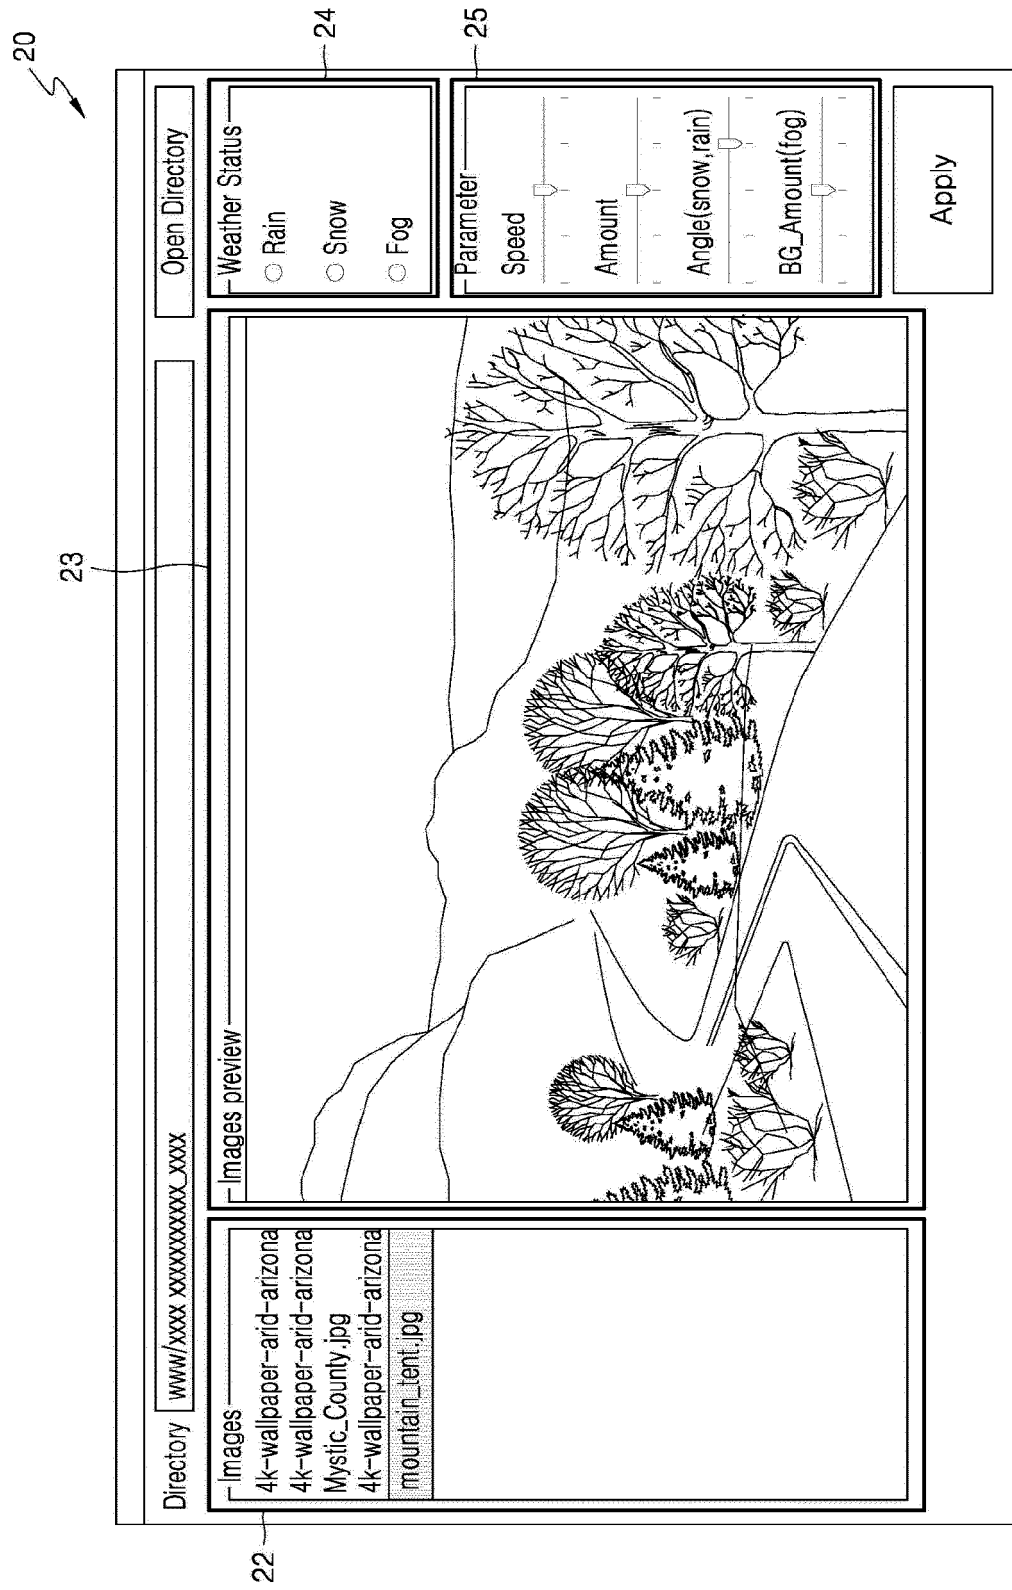 20
Directory
www/xxxx xxxxxxxxxx_xxxx
Open Directory
22
Images
4k-wallpaper-arid-arizona
4k-wallpaper-arid-arizona
Mystic_County.jpg
4k-wallpaper-arid-arizona
mountain_tent.jpg
23
Images preview
24
Weather Status
Rain
Snow
Fog
25
Parameter
Speed
Amount
Angle(snow,rain)
BG_Amount(fog)
Apply